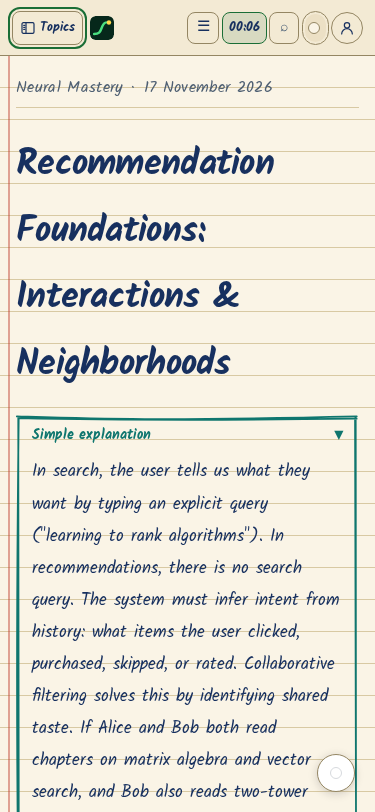 Topics
00:06
Neural Mastery · 17 November 2026
Recommendation
Foundations:
Interactions &
Neighborhoods
Simple explanation
In search, the user tells us what they
want by typing an explicit query
("learning to rank algorithms"). In
recommendations, there is no search
query. The system must infer intent from
history: what items the user clicked,
purchased, skipped, or rated. Collaborative
filtering solves this by identifying shared
taste. If Alice and Bob both read
chapters on matrix algebra and vector
search, and Bob also reads two-tower